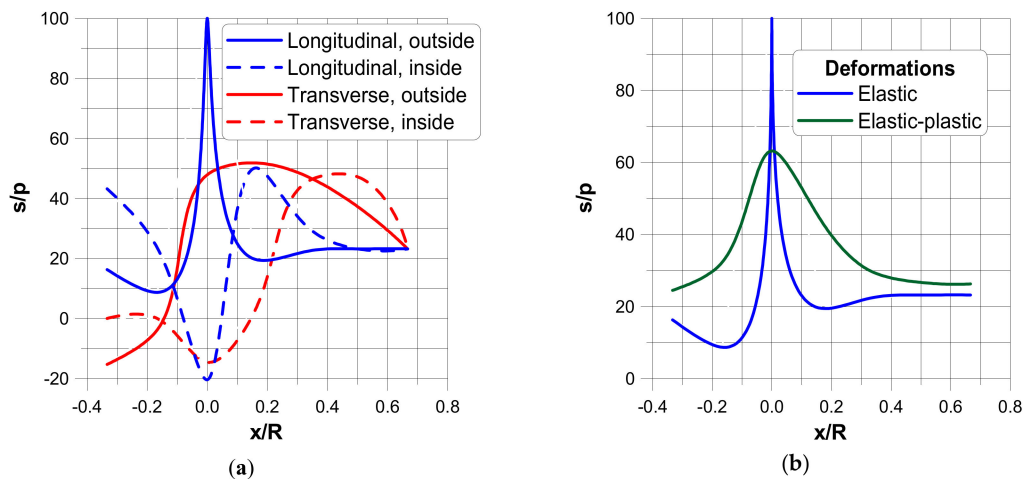 100
80
60
40
20
0
-20
s/p
Longitudinal, outside
Longitudinal, inside
Transverse, outside
Transverse, inside
-0.4 -0.2 0.0 0.2 0.4 0.6 0.8
x/R
(a)
100
80
60
40
20
0
s/p
Deformations
Elastic
Elastic-plastic
-0.4 -0.2 0.0 0.2 0.4 0.6 0.8
x/R
(b)